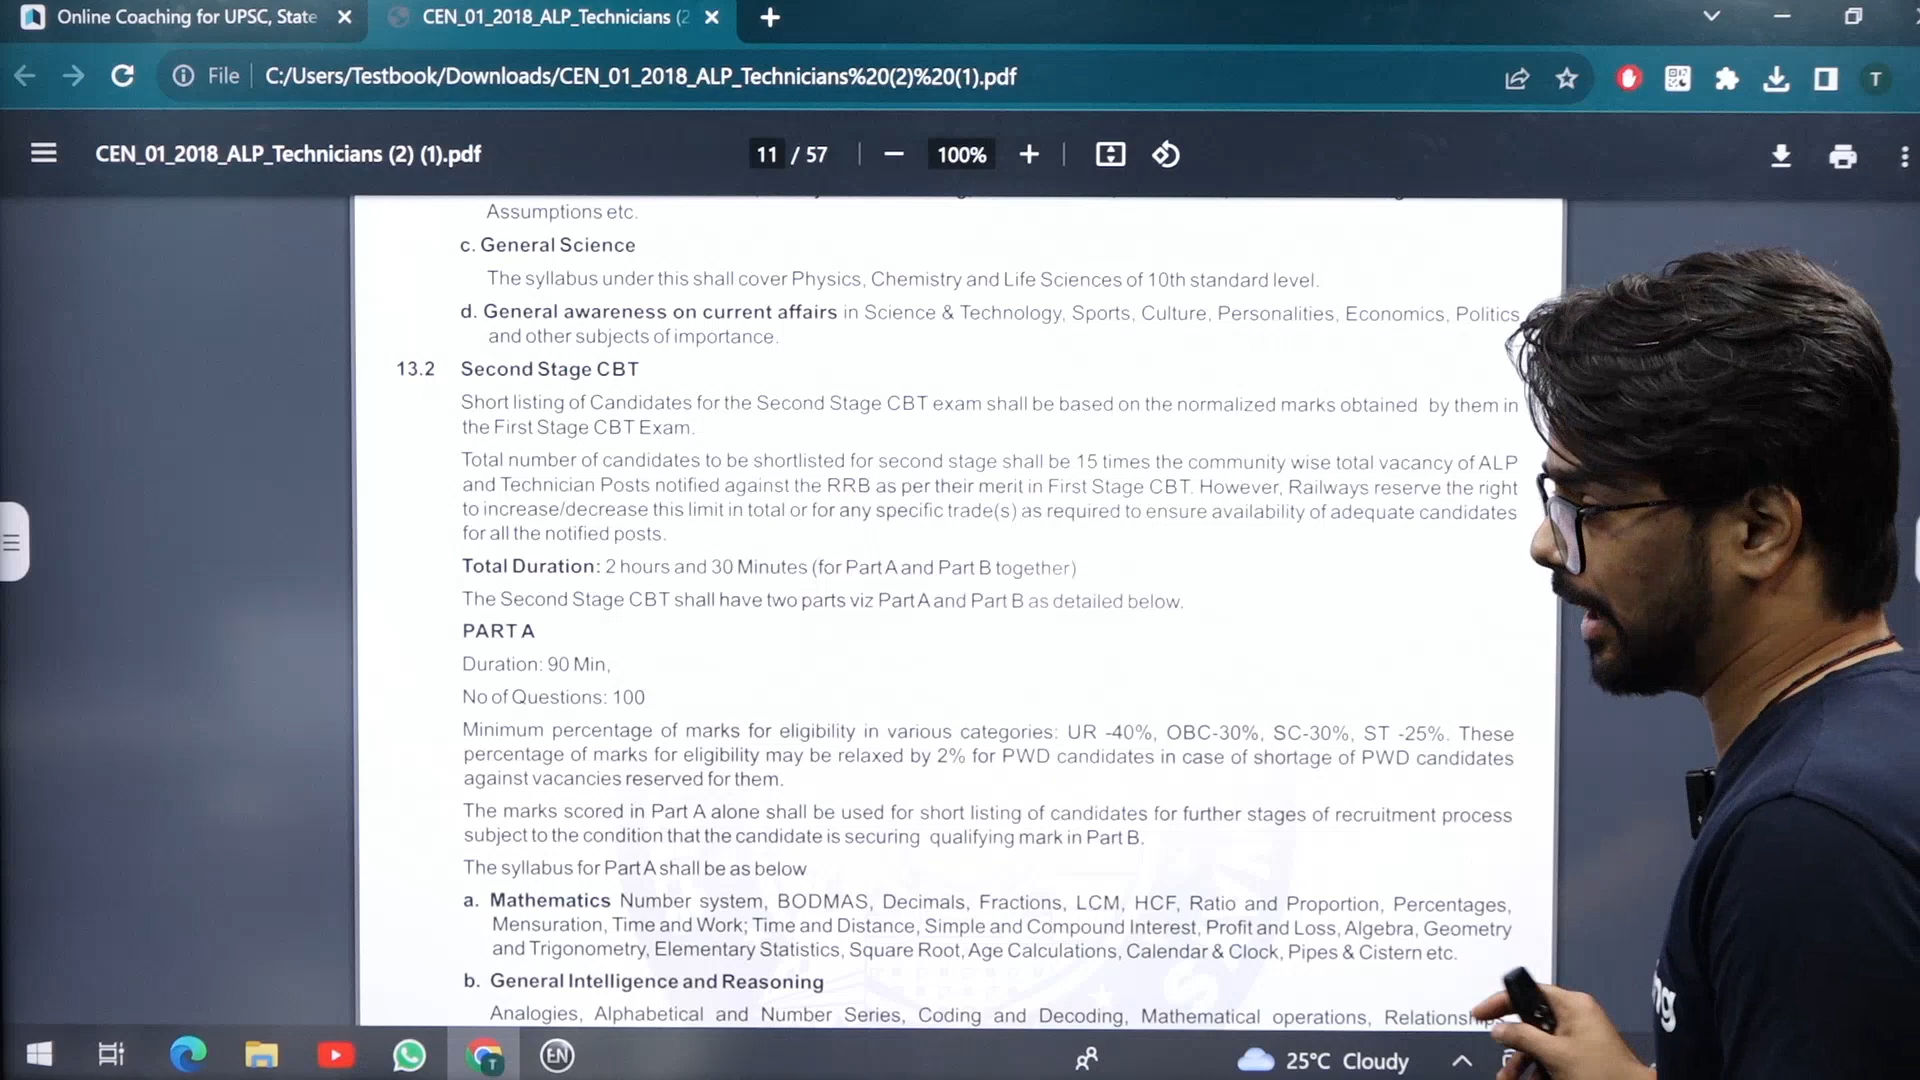 Online Coaching for UPSC, State
CEN_01_2018_ALP_Technicians (2
File C:/Users/Testbook/Downloads/CEN_01_2018_ALP_Technicians%20(2)%20(1).pdf
T
CEN_01_2018_ALP_Technicians (2) (1).pdf
11 / 57
100%
Assumptions etc.
c. General Science
The syllabus under this shall cover Physics, Chemistry and Life Sciences of 10th standard level.
d. General awareness on current affairs in Science & Technology, Sports, Culture, Personalities, Economics, Politics
and other subjects of importance.
13.2 Second Stage CBT
Short listing of Candidates for the Second Stage CBT exam shall be based on the normalized marks obtained by them in
the First Stage CBT Exam.
Total number of candidates to be shortlisted for second stage shall be 15 times the community wise total vacancy of ALP
and Technician Posts notified against the RRB as per their merit in First Stage CBT. However, Railways reserve the right
to increase/decrease this limit in total or for any specific trade(s) as required to ensure availability of adequate candidates
for all the notified posts.
Total Duration: 2 hours and 30 Minutes (for Part A and Part B together)
The Second Stage CBT shall have two parts viz Part A and Part B as detailed below.
PART A
Duration: 90 Min,
No of Questions: 100
Minimum percentage of marks for eligibility in various categories: UR -40%, OBC-30%, SC-30%, ST -25%. These
percentage of marks for eligibility may be relaxed by 2% for PWD candidates in case of shortage of PWD candidates
against vacancies reserved for them.
The marks scored in Part A alone shall be used for short listing of candidates for further stages of recruitment process
subject to the condition that the candidate is securing qualifying mark in Part B.
The syllabus for Part A shall be as below
a. Mathematics Number system, BODMAS, Decimals, Fractions, LCM, HCF, Ratio and Proportion, Percentages,
Mensuration, Time and Work; Time and Distance, Simple and Compound Interest, Profit and Loss, Algebra, Geometry
and Trigonometry, Elementary Statistics, Square Root, Age Calculations, Calendar & Clock, Pipes & Cistern etc.
b. General Intelligence and Reasoning
Analogies, Alphabetical and Number Series, Coding and Decoding, Mathematical operations, Relationships
EN
25°C Cloudy